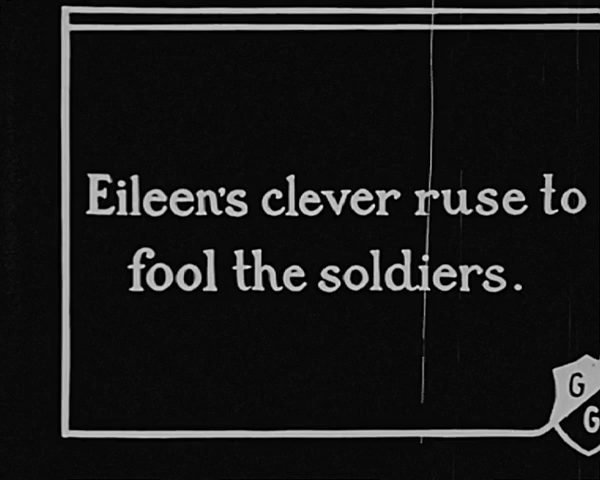 Eileen's clever ruse to
fool the soldiers.
G
G